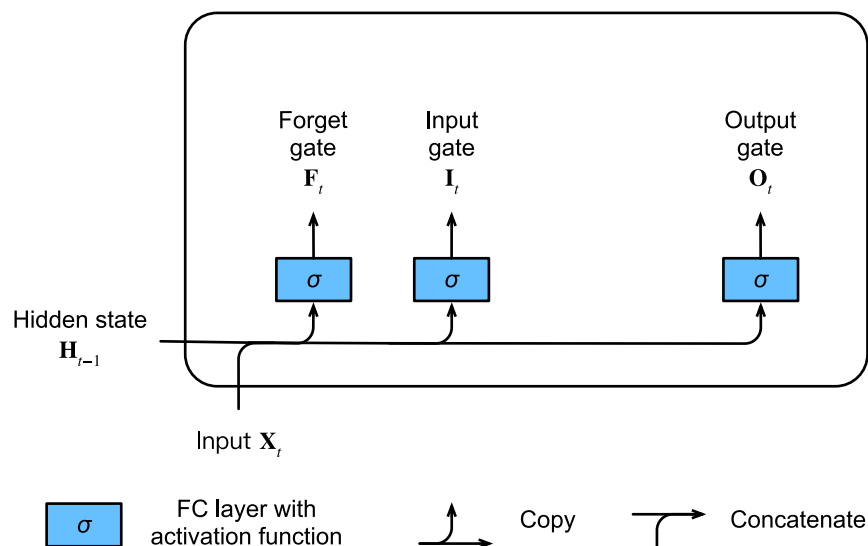 Forget gate F_t
Input gate I_t
Output gate O_t
σ
σ
σ
Hidden state
H_{t−1}
Input X_t
σ
FC layer with
activation function
Copy
Concatenate